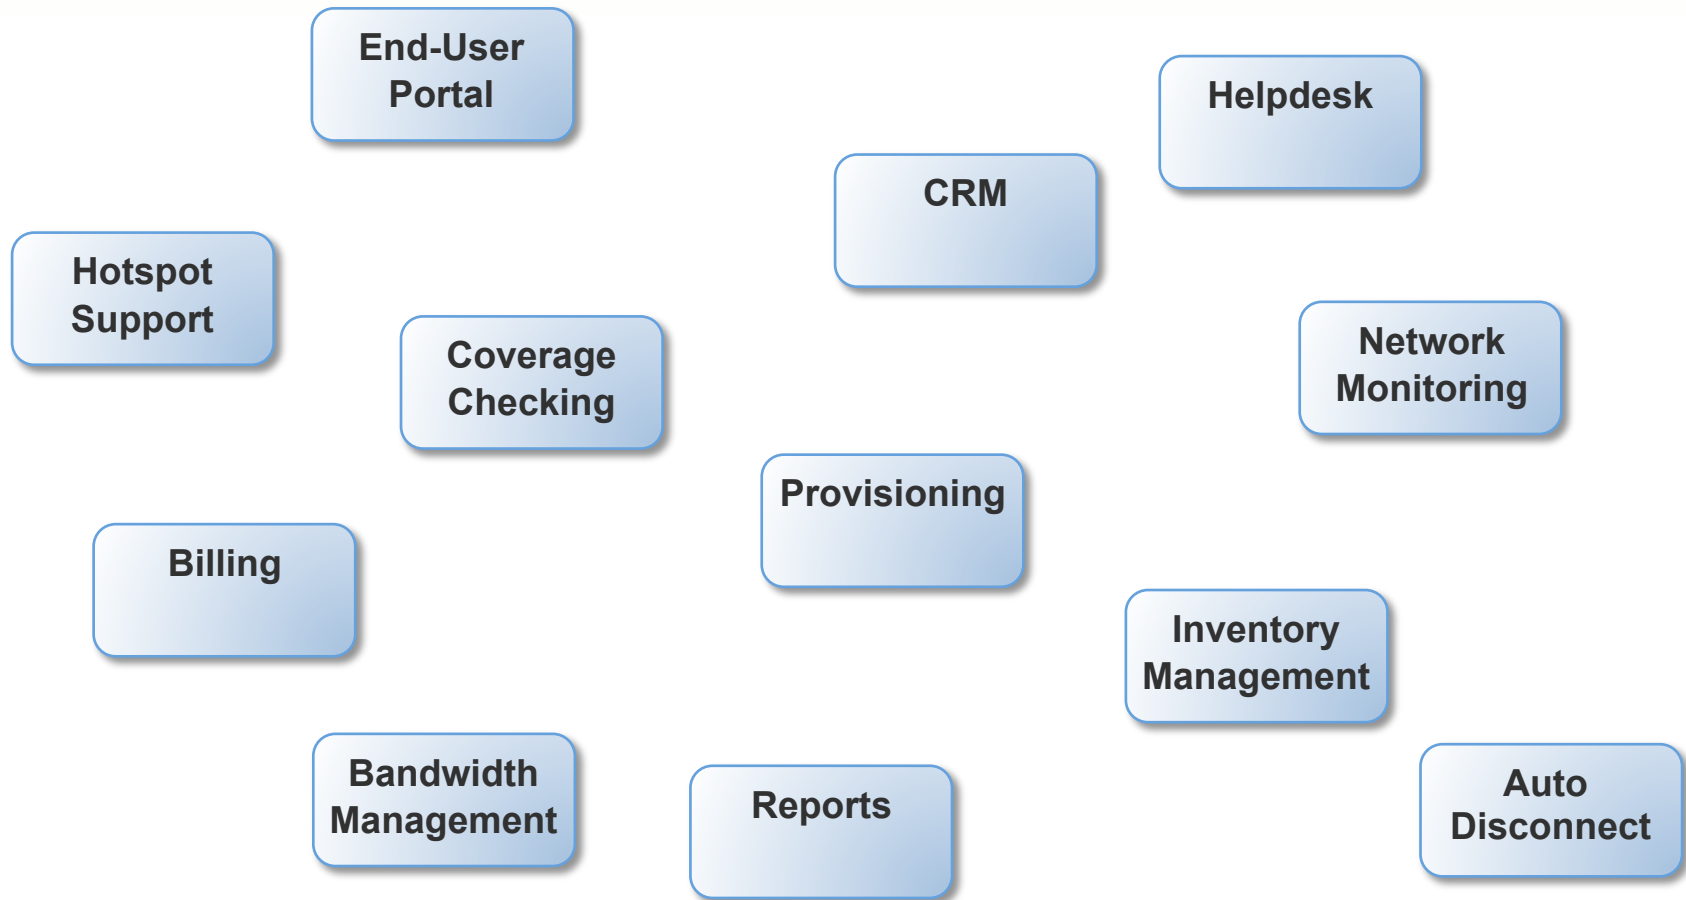 End-User
Portal
Helpdesk
CRM
Hotspot
Support
Coverage
Checking
Network
Monitoring
Provisioning
Billing
Inventory
Management
Bandwidth
Management
Reports
Auto
Disconnect